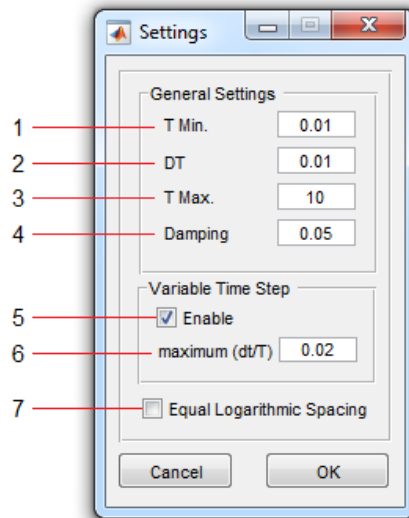 Settings
General Settings
1 T Min. 0.01
2 DT 0.01
3 T Max. 10
4 Damping 0.05
Variable Time Step
5 Enable
6 maximum (dt/T) 0.02
7 Equal Logarithmic Spacing
Cancel OK